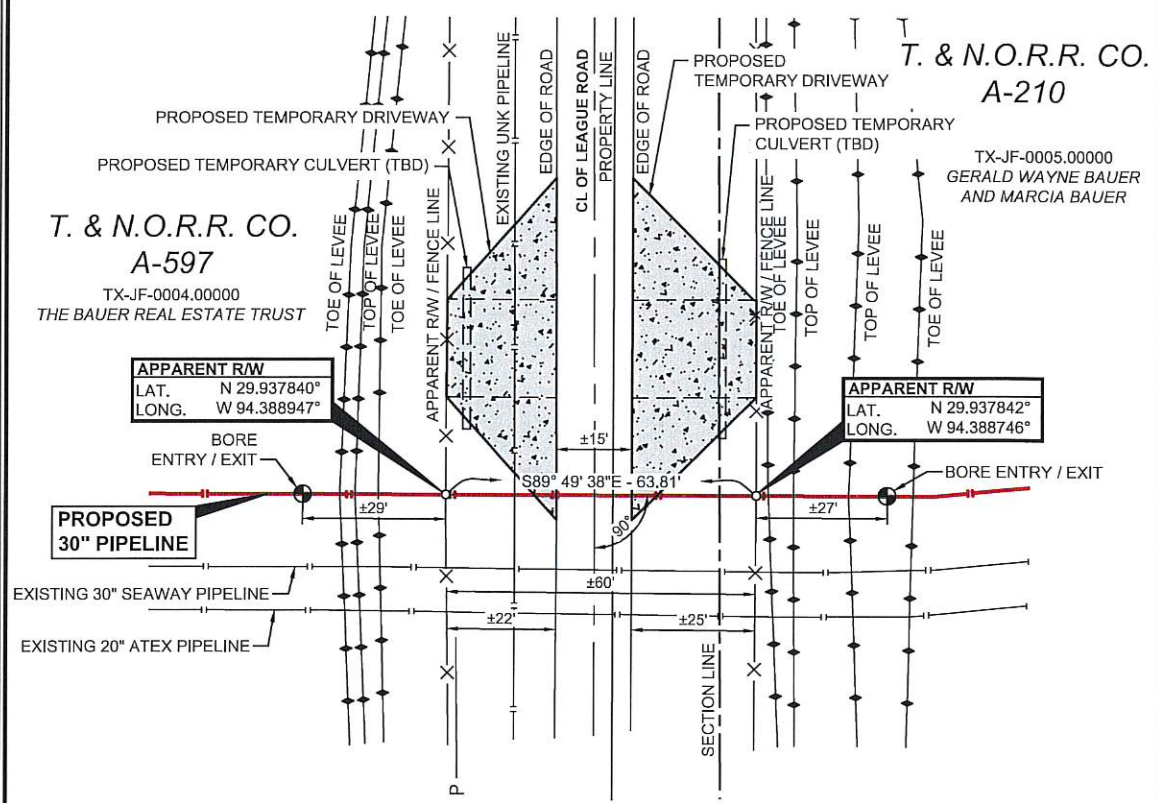 T. & N.O.R.R. CO.
A-210
TX-JF-0005.00000
GERALD WAYNE BAUER
AND MARCIA BAUER
PROPOSED
TEMPORARY DRIVEWAY
PROPOSED TEMPORARY
CULVERT (TBD)
PROPOSED TEMPORARY DRIVEWAY
PROPOSED TEMPORARY CULVERT (TBD)
T. & N.O.R.R. CO.
A-597
TX-JF-0004.00000
THE BAUER REAL ESTATE TRUST
TOE OF LEVEE
TOP OF LEVEE
TOE OF LEVEE
APPARENT R/W / FENCE LINE
EXISTING UNK PIPELINE
EDGE OF ROAD
CL OF LEAGUE ROAD
PROPERTY LINE
EDGE OF ROAD
APPARENT R/W / FENCE LINE
TOE OF LEVEE
TOP OF LEVEE
TOP OF LEVEE
TOE OF LEVEE
APPARENT R/W
LAT. N 29.937840°
LONG. W 94.388947°
APPARENT R/W
LAT. N 29.937842°
LONG. W 94.388746°
BORE
ENTRY / EXIT
BORE ENTRY / EXIT
±15'
S89° 49' 38"E - 63.81'
±29'
±27'
90°
PROPOSED
30" PIPELINE
EXISTING 30" SEAWAY PIPELINE
±60'
EXISTING 20" ATEX PIPELINE
±22'
±25'
SECTION LINE
P